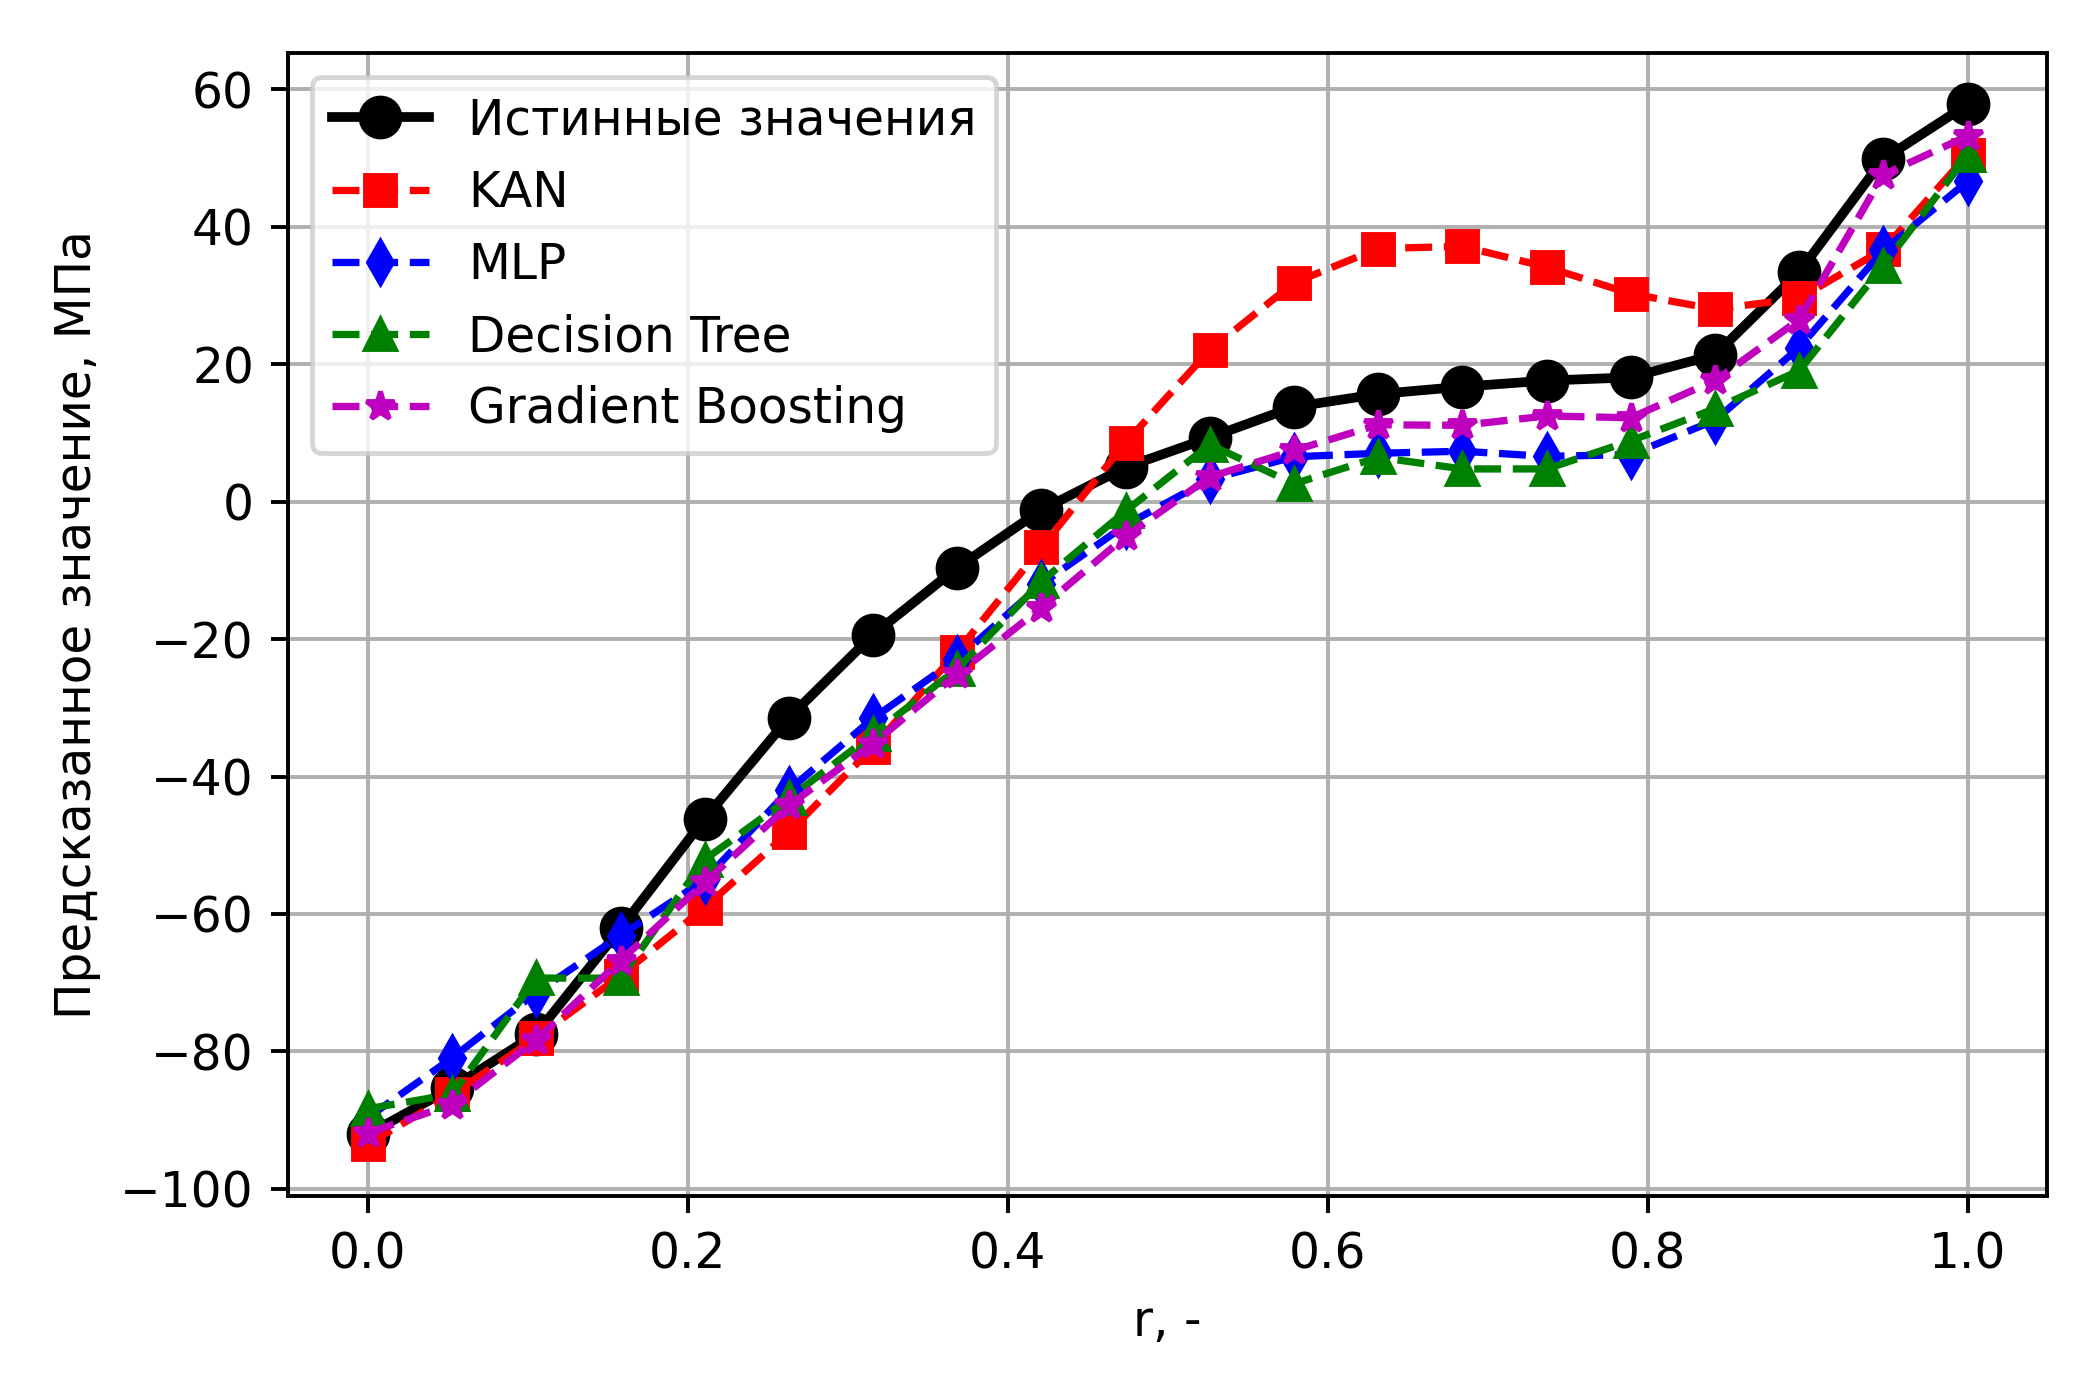 Предсказанное значение, МПа
60
40
20
0
−20
−40
−60
−80
−100
Истинные значения
KAN
MLP
Decision Tree
Gradient Boosting
0.0 0.2 0.4 0.6 0.8 1.0
r, -